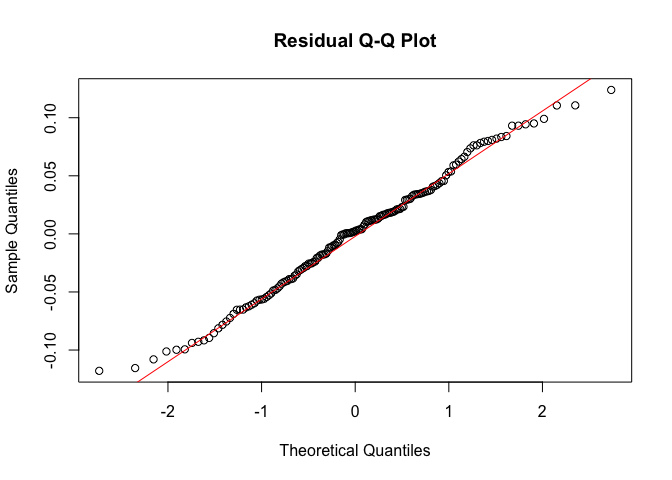 Residual Q-Q Plot
Sample Quantiles
0.10
0.05
0.00
-0.05
-0.10
-2 -1 0 1 2
Theoretical Quantiles